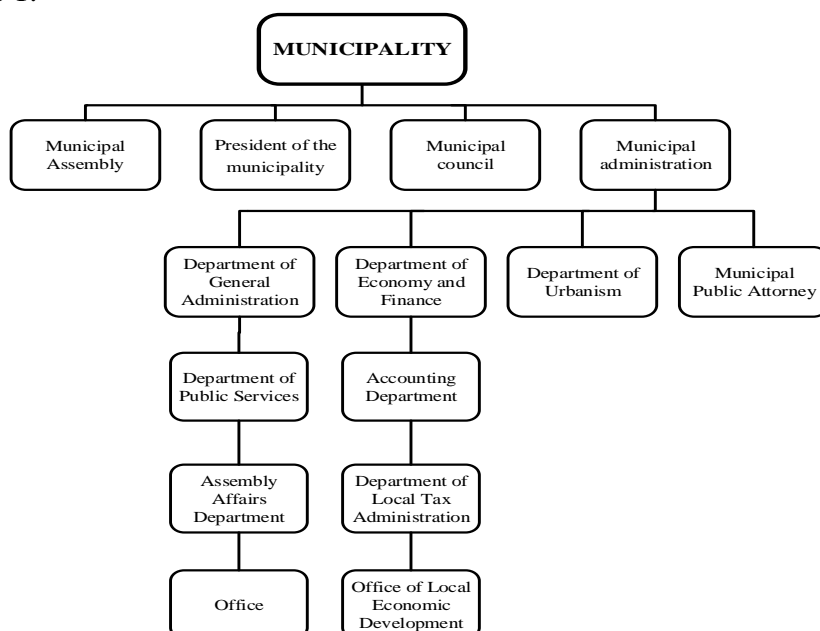 MUNICIPALITY
Municipal
Assembly
President of the
municipality
Municipal
council
Municipal
administration
Department of
General
Administration
Department of
Economy and
Finance
Department of
Urbanism
Municipal
Public Attorney
Department of
Public Services
Accounting
Department
Assembly
Affairs
Department
Department of
Local Tax
Administration
Office
Office of Local
Economic
Development